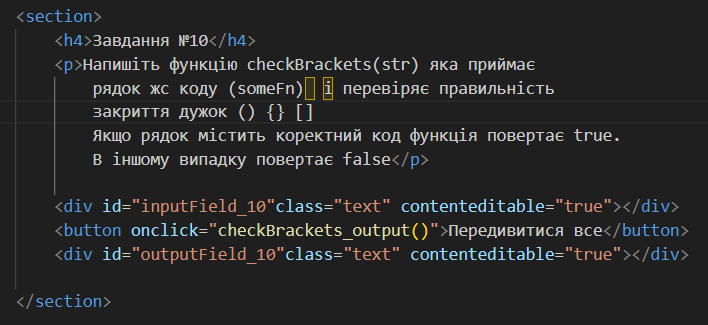 <section>
<h4>Завдання №10</h4>
<p>Напишіть функцію checkBrackets(str) яка приймає
рядок жс коду (someFn) і перевіряє правильність
закриття дужок () {} []
Якщо рядок містить коректний код функція повертає true.
В іншому випадку повертає false</p>
<div id="inputField_10"class="text" contenteditable="true"></div>
<button onclick="checkBrackets_output()">Передивитися все</button>
<div id="outputField_10"class="text" contenteditable="true"></div>
</section>